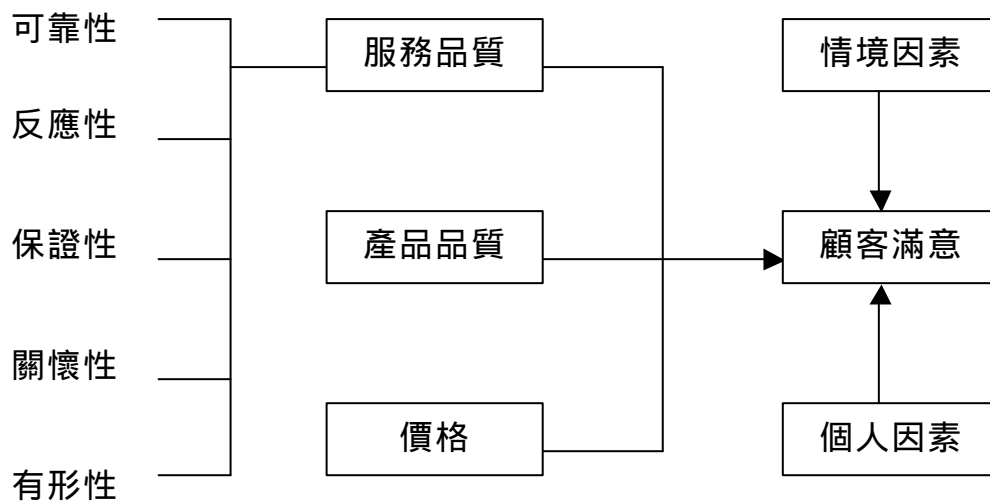 可靠性
反應性
保證性
關懷性
有形性
服務品質
產品品質
價格
情境因素
顧客滿意
個人因素